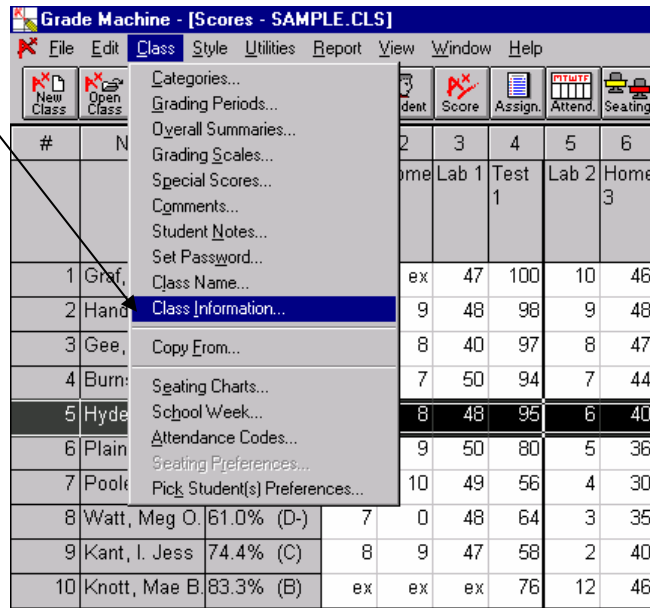 Grade Machine - [Scores - SAMPLE.CLS]
File Edit Class Style Utilities Report View Window Help
New Class Open Class Score Assign. Attend. Seating
Categories...
Grading Periods...
Overall Summaries...
Grading Scales...
Special Scores...
Comments...
Student Notes...
Set Password...
Class Name...
Class Information...
Copy From...
Seating Charts...
School Week...
Attendance Codes...
Seating Preferences...
Pick Student(s) Preferences...
# N 2 3 4 5 6
Lab 1 Test 1 Lab 2 Home 3
1 Graf, ex 47 100 10 46
2 Hand 9 48 98 9 48
3 Gee, 8 40 97 8 47
4 Burn 7 50 94 7 44
5 Hyde 8 48 95 6 40
6 Plain 9 50 80 5 36
7 Poole 10 49 56 4 30
8 Watt, Meg O. 61.0% (D-) 7 0 48 64 3 35
9 Kant, I. Jess 74.4% (C) 8 9 47 58 2 40
10 Knott, Mae B. 83.3% (B) ex ex ex 76 12 46